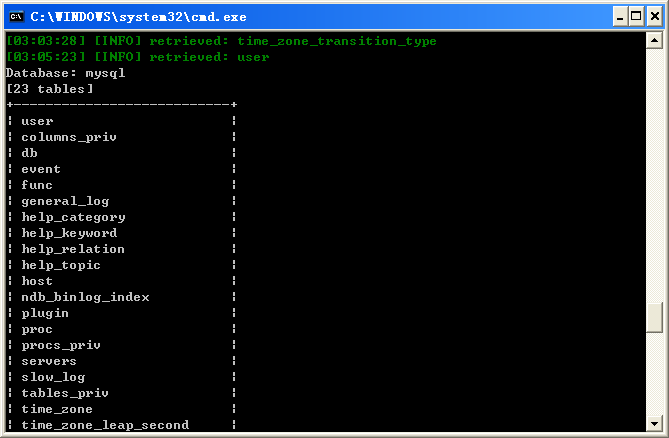 C:\WINDOWS\system32\cmd.exe
[03:03:28] [INFO] retrieved: time_zone_transition_type
[03:05:23] [INFO] retrieved: user
Database: mysql
[23 tables]
+---------------------------+
¦ user ¦
¦ columns_priv ¦
¦ db ¦
¦ event ¦
¦ func ¦
¦ general_log ¦
¦ help_category ¦
¦ help_keyword ¦
¦ help_relation ¦
¦ help_topic ¦
¦ host ¦
¦ ndb_binlog_index ¦
¦ plugin ¦
¦ proc ¦
¦ procs_priv ¦
¦ servers ¦
¦ slow_log ¦
¦ tables_priv ¦
¦ time_zone ¦
¦ time_zone_leap_second ¦